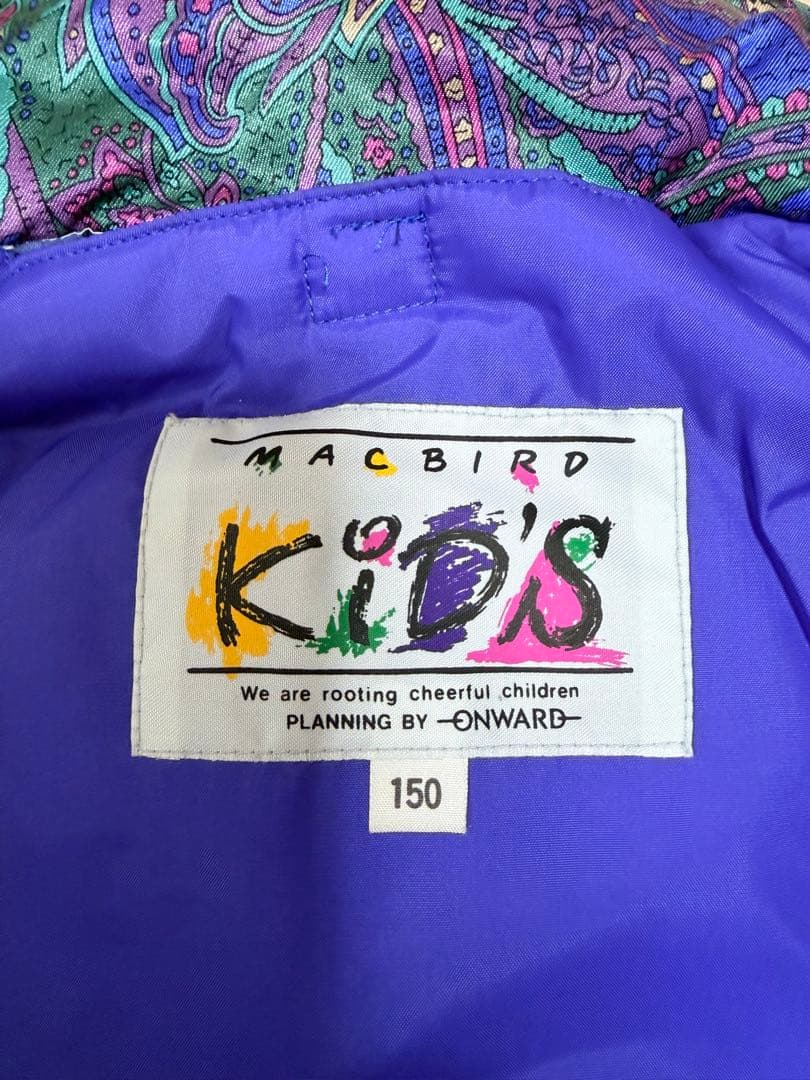 MACBIRD
KiD'S
We are rooting cheerful children
PLANNING BY ONWARD
150